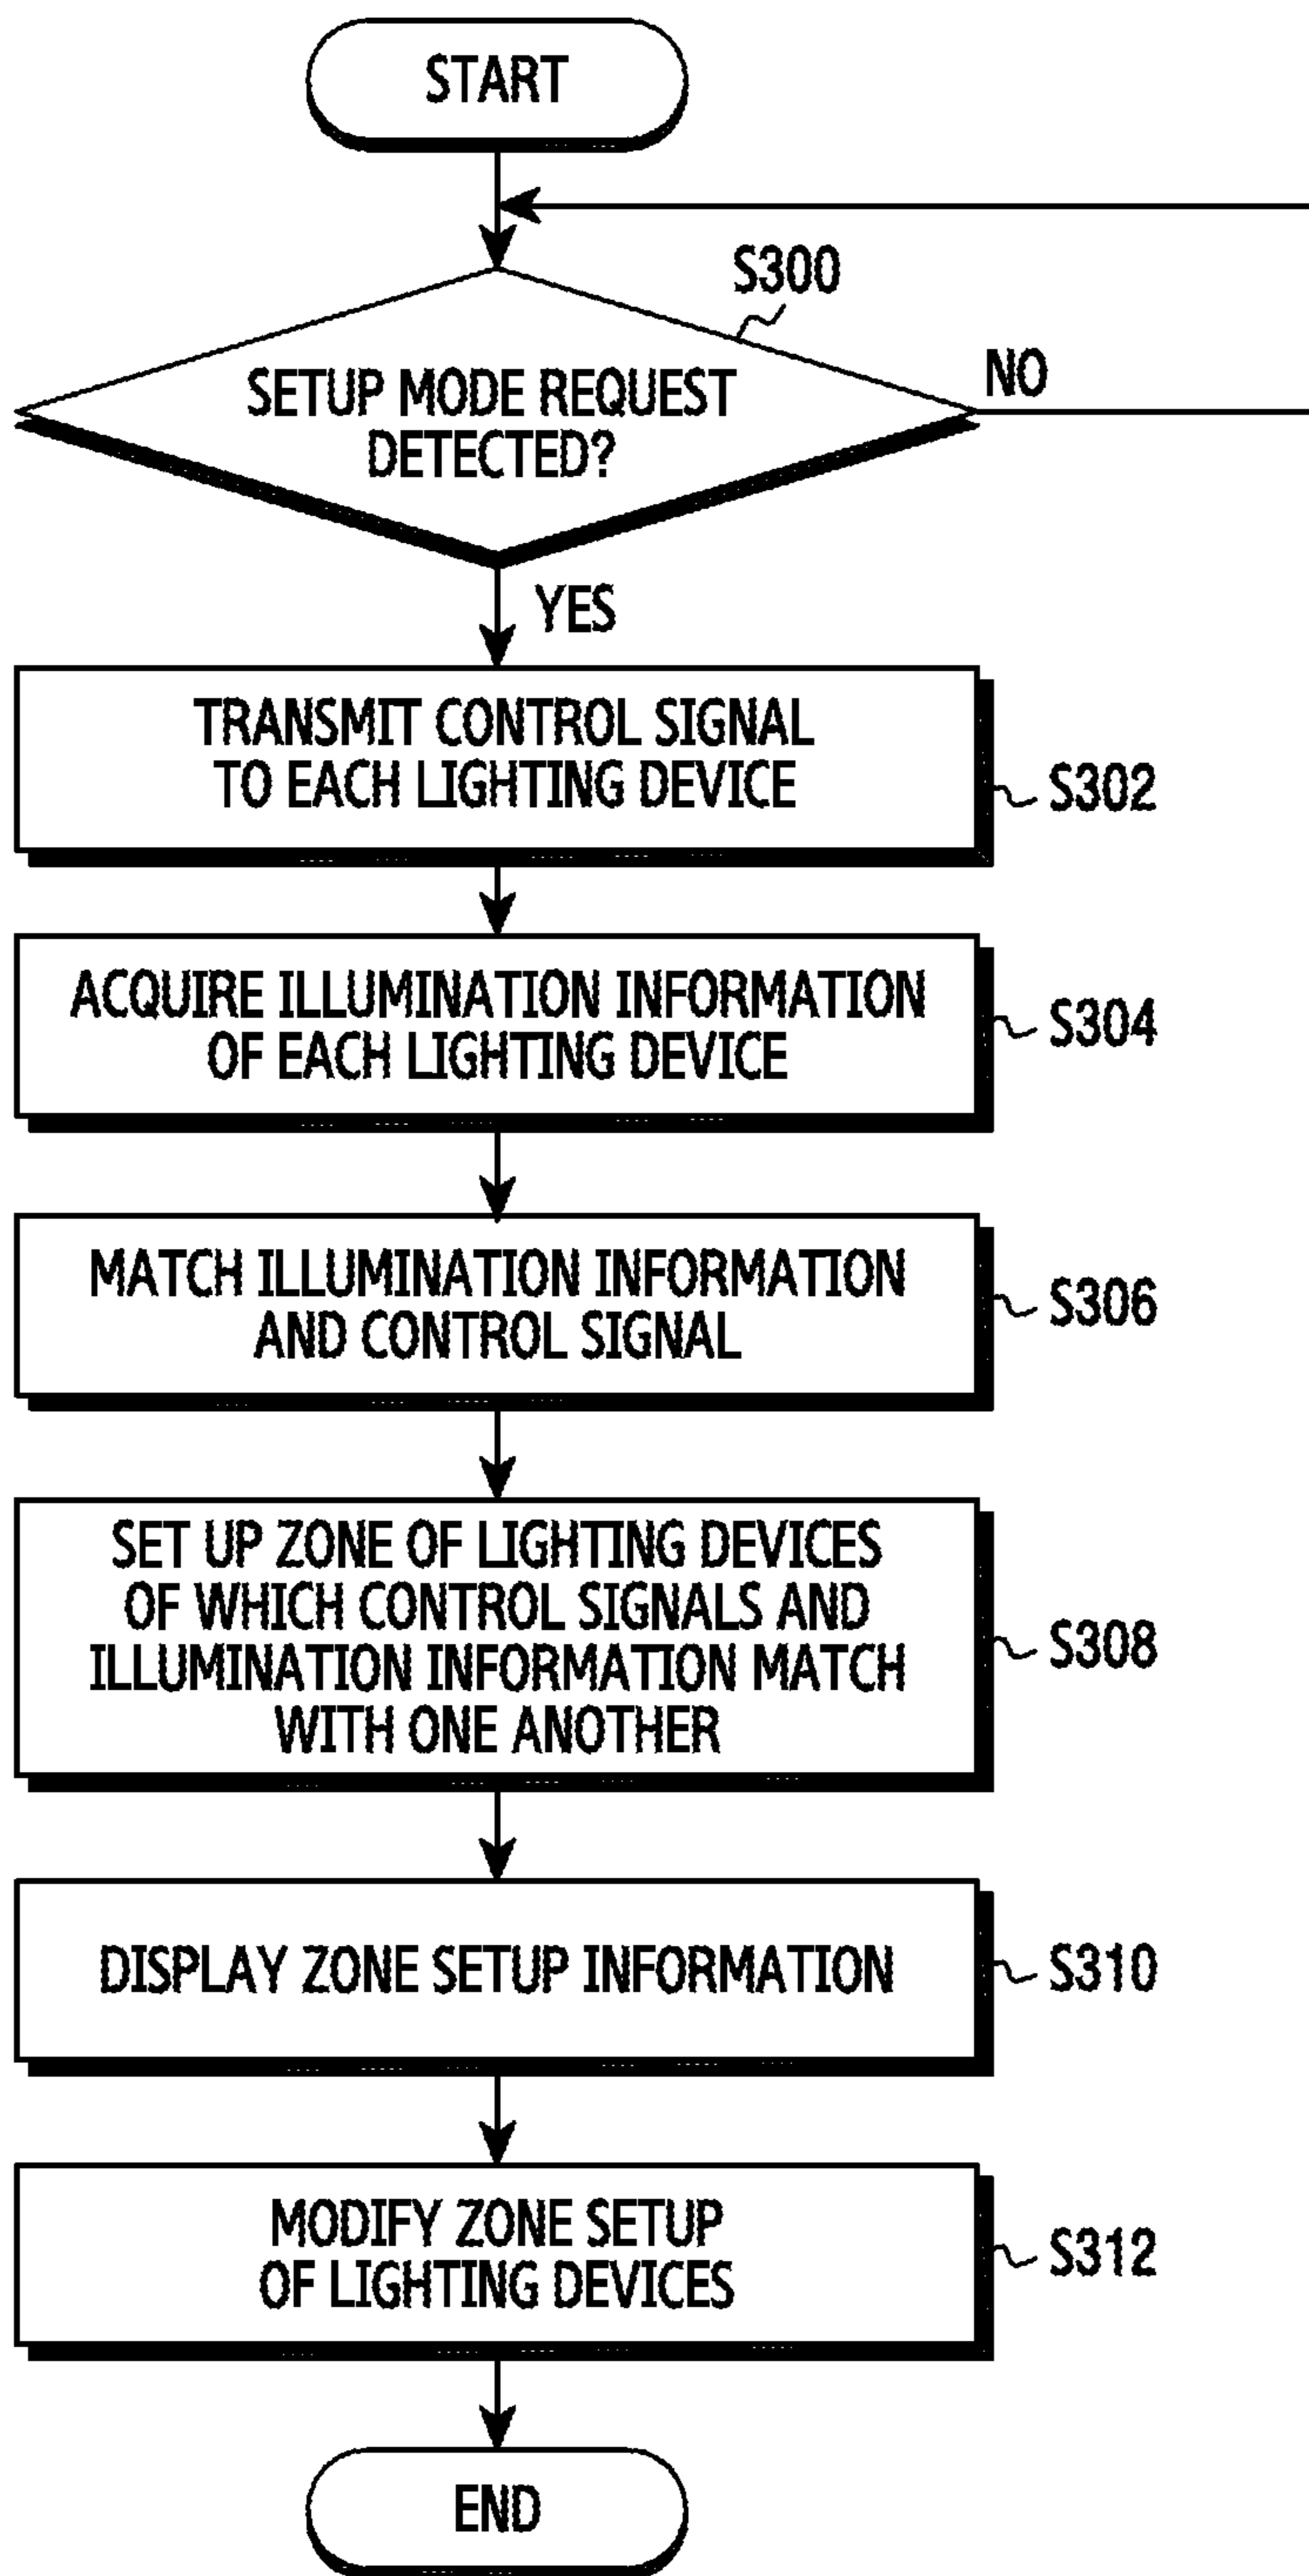 START
S300
SETUP MODE REQUEST
DETECTED?
NO
YES
TRANSMIT CONTROL SIGNAL
TO EACH LIGHTING DEVICE
S302
ACQUIRE ILLUMINATION INFORMATION
OF EACH LIGHTING DEVICE
S304
MATCH ILLUMINATION INFORMATION
AND CONTROL SIGNAL
S306
SET UP ZONE OF LIGHTING DEVICES
OF WHICH CONTROL SIGNALS AND
ILLUMINATION INFORMATION MATCH
WITH ONE ANOTHER
S308
DISPLAY ZONE SETUP INFORMATION
S310
MODIFY ZONE SETUP
OF LIGHTING DEVICES
S312
END